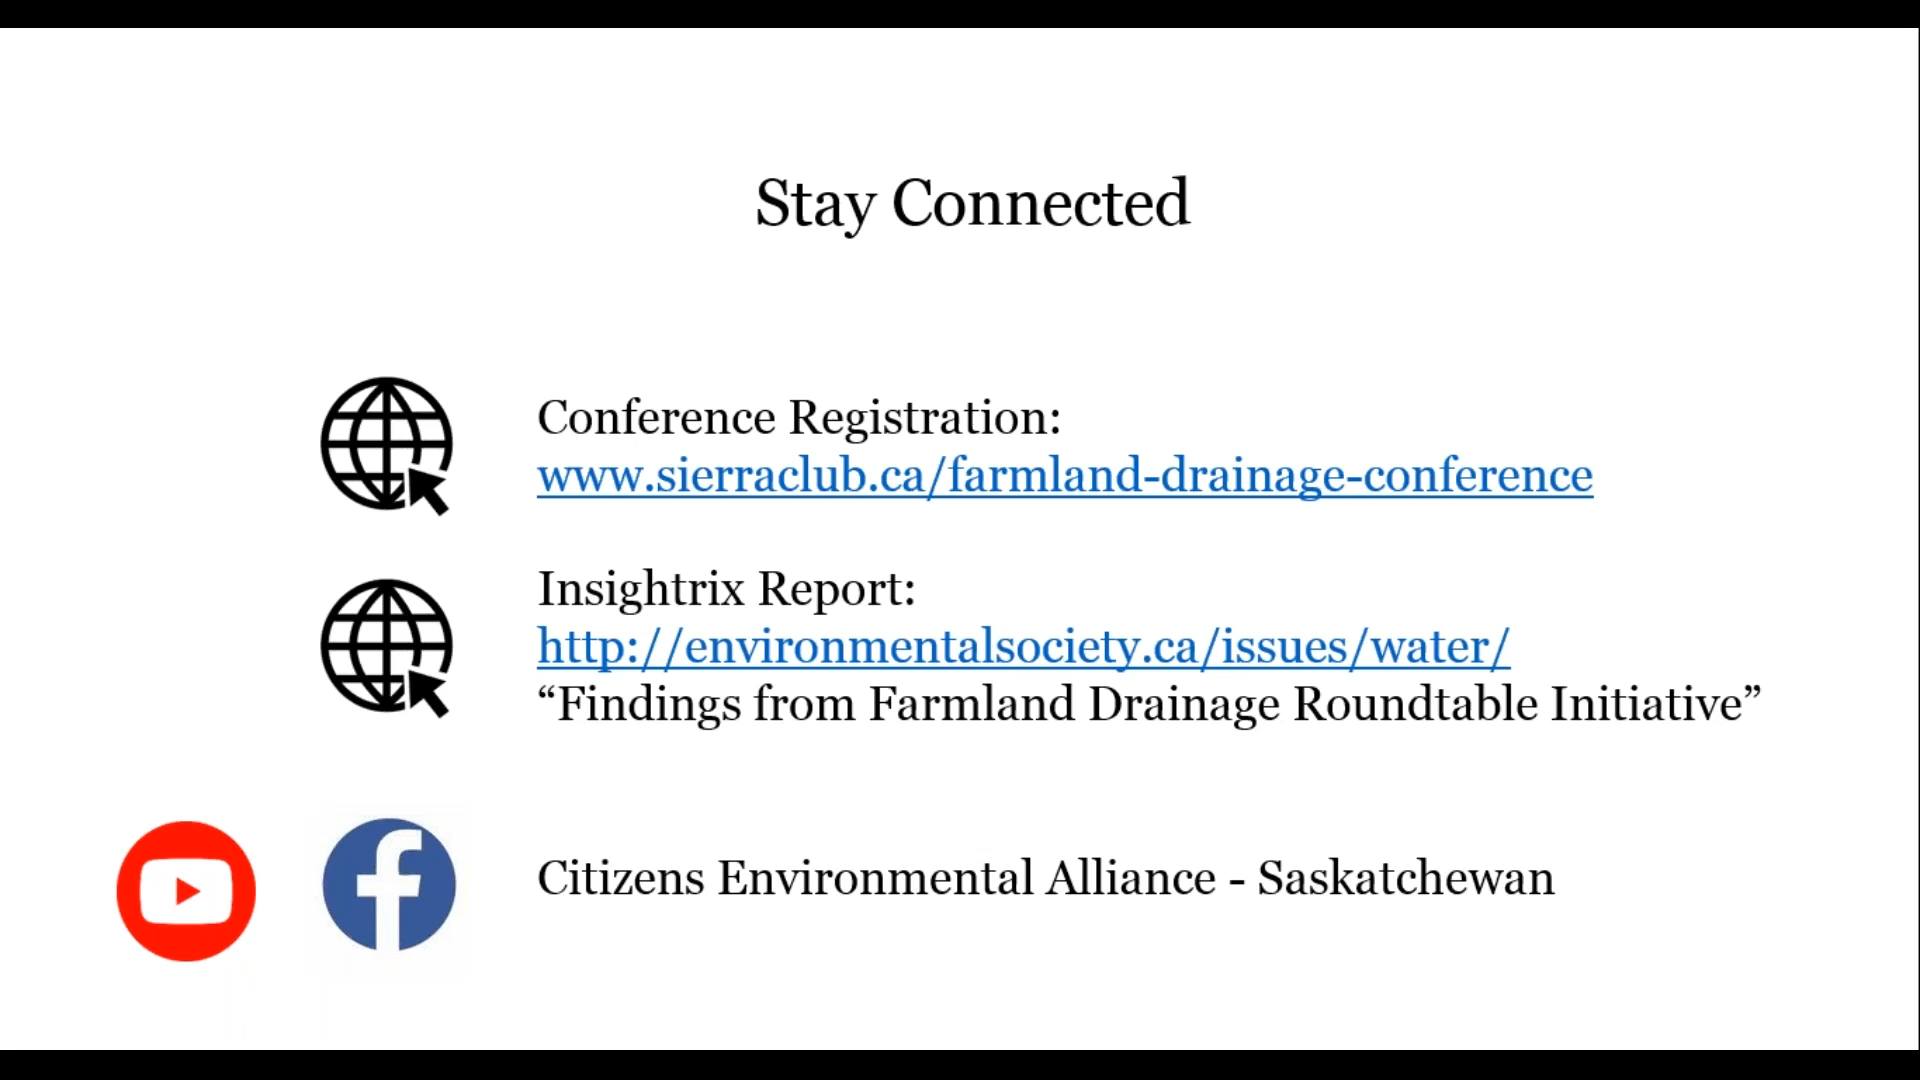 Stay Connected
Conference Registration:
www.sierraclub.ca/farmland-drainage-conference
Insightrix Report:
http://environmentalsociety.ca/issues/water/
“Findings from Farmland Drainage Roundtable Initiative”
Citizens Environmental Alliance - Saskatchewan